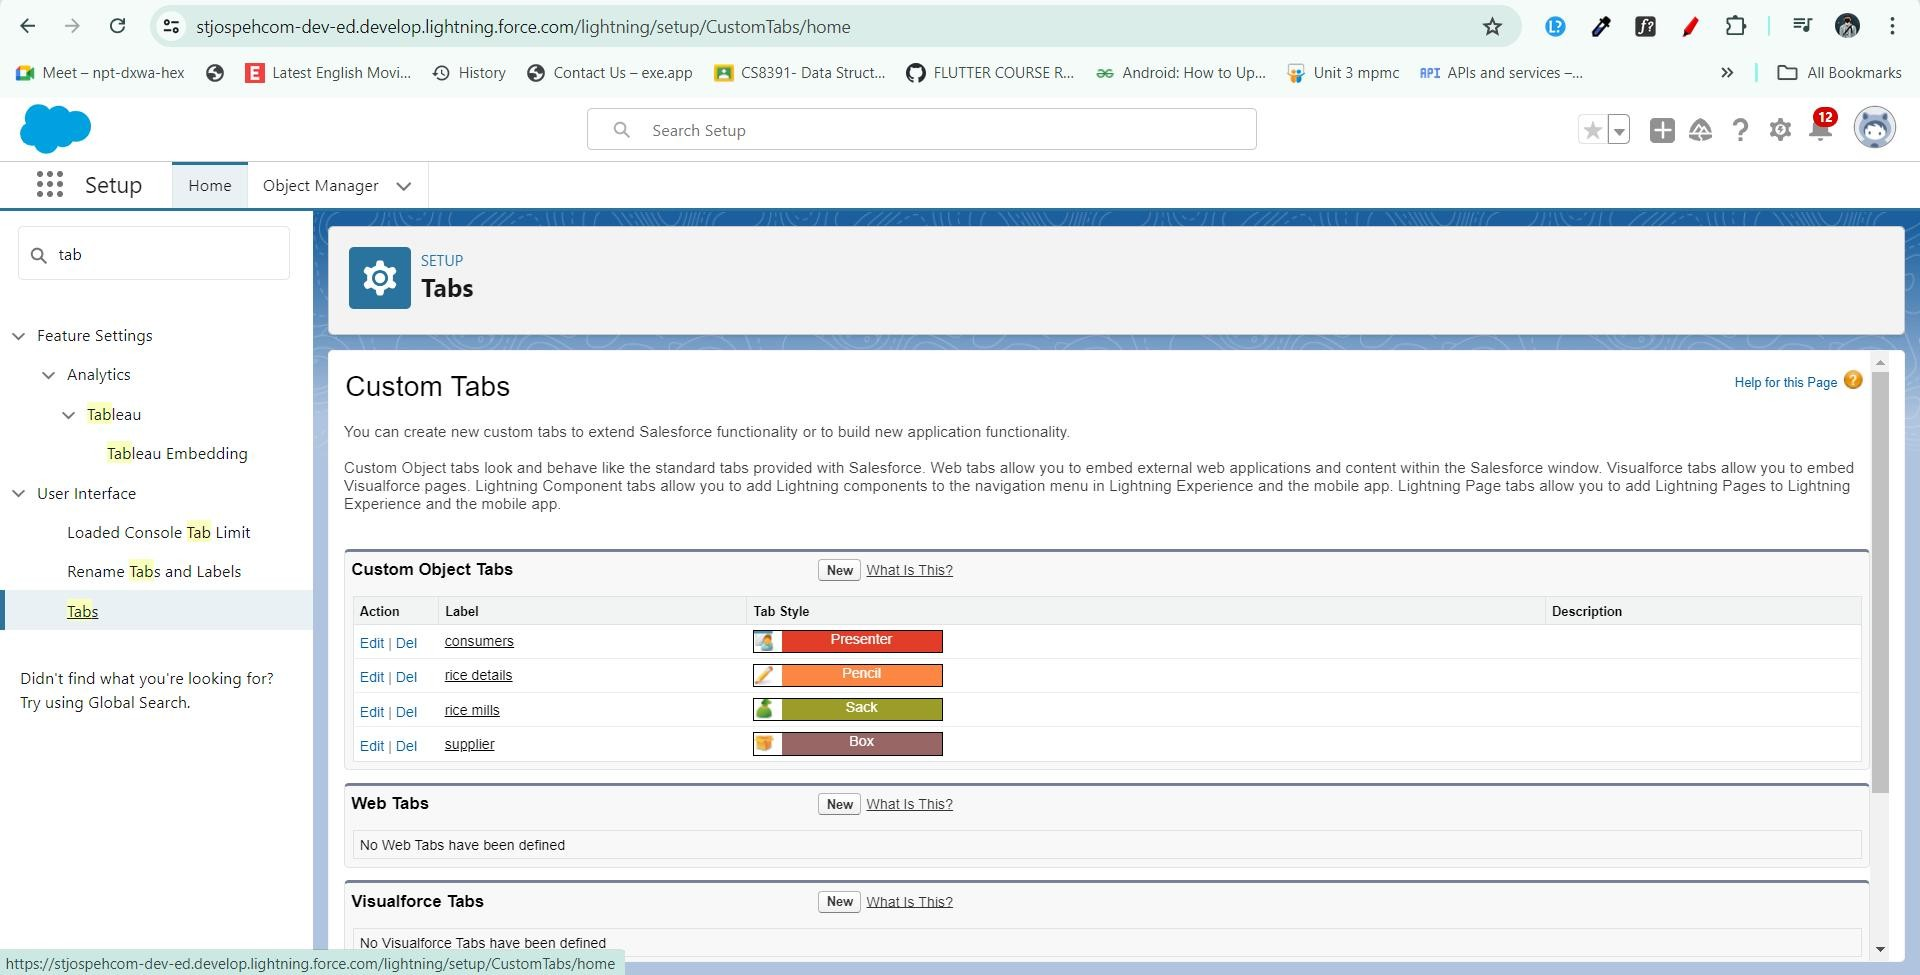 stjospehcom-dev-ed.develop.lightning.force.com/lightning/setup/CustomTabs/home
Meet – npt-dxwa-hex
Latest English Movi...
History
Contact Us – exe.app
CS8391- Data Struct...
FLUTTER COURSE R...
Android: How to Up...
Unit 3 mpmc
API APIs and services –...
All Bookmarks
Search Setup
12
Setup
Home
Object Manager
tab
Feature Settings
Analytics
Tableau
Tableau Embedding
User Interface
Loaded Console Tab Limit
Rename Tabs and Labels
Tabs
Didn't find what you're looking for?
Try using Global Search.
SETUP
Tabs
Custom Tabs
Help for this Page ?
You can create new custom tabs to extend Salesforce functionality or to build new application functionality.
Custom Object tabs look and behave like the standard tabs provided with Salesforce. Web tabs allow you to embed external web applications and content within the Salesforce window. Visualforce tabs allow you to embed
Visualforce pages. Lightning Component tabs allow you to add Lightning components to the navigation menu in Lightning Experience and the mobile app. Lightning Page tabs allow you to add Lightning Pages to Lightning
Experience and the mobile app.
Custom Object Tabs New What Is This?
Action Label Tab Style Description
Edit | Del consumers Presenter
Edit | Del rice details Pencil
Edit | Del rice mills Sack
Edit | Del supplier Box
Web Tabs New What Is This?
No Web Tabs have been defined
Visualforce Tabs New What Is This?
No Visualforce Tabs have been defined
https://stjospehcom-dev-ed.develop.lightning.force.com/lightning/setup/CustomTabs/home